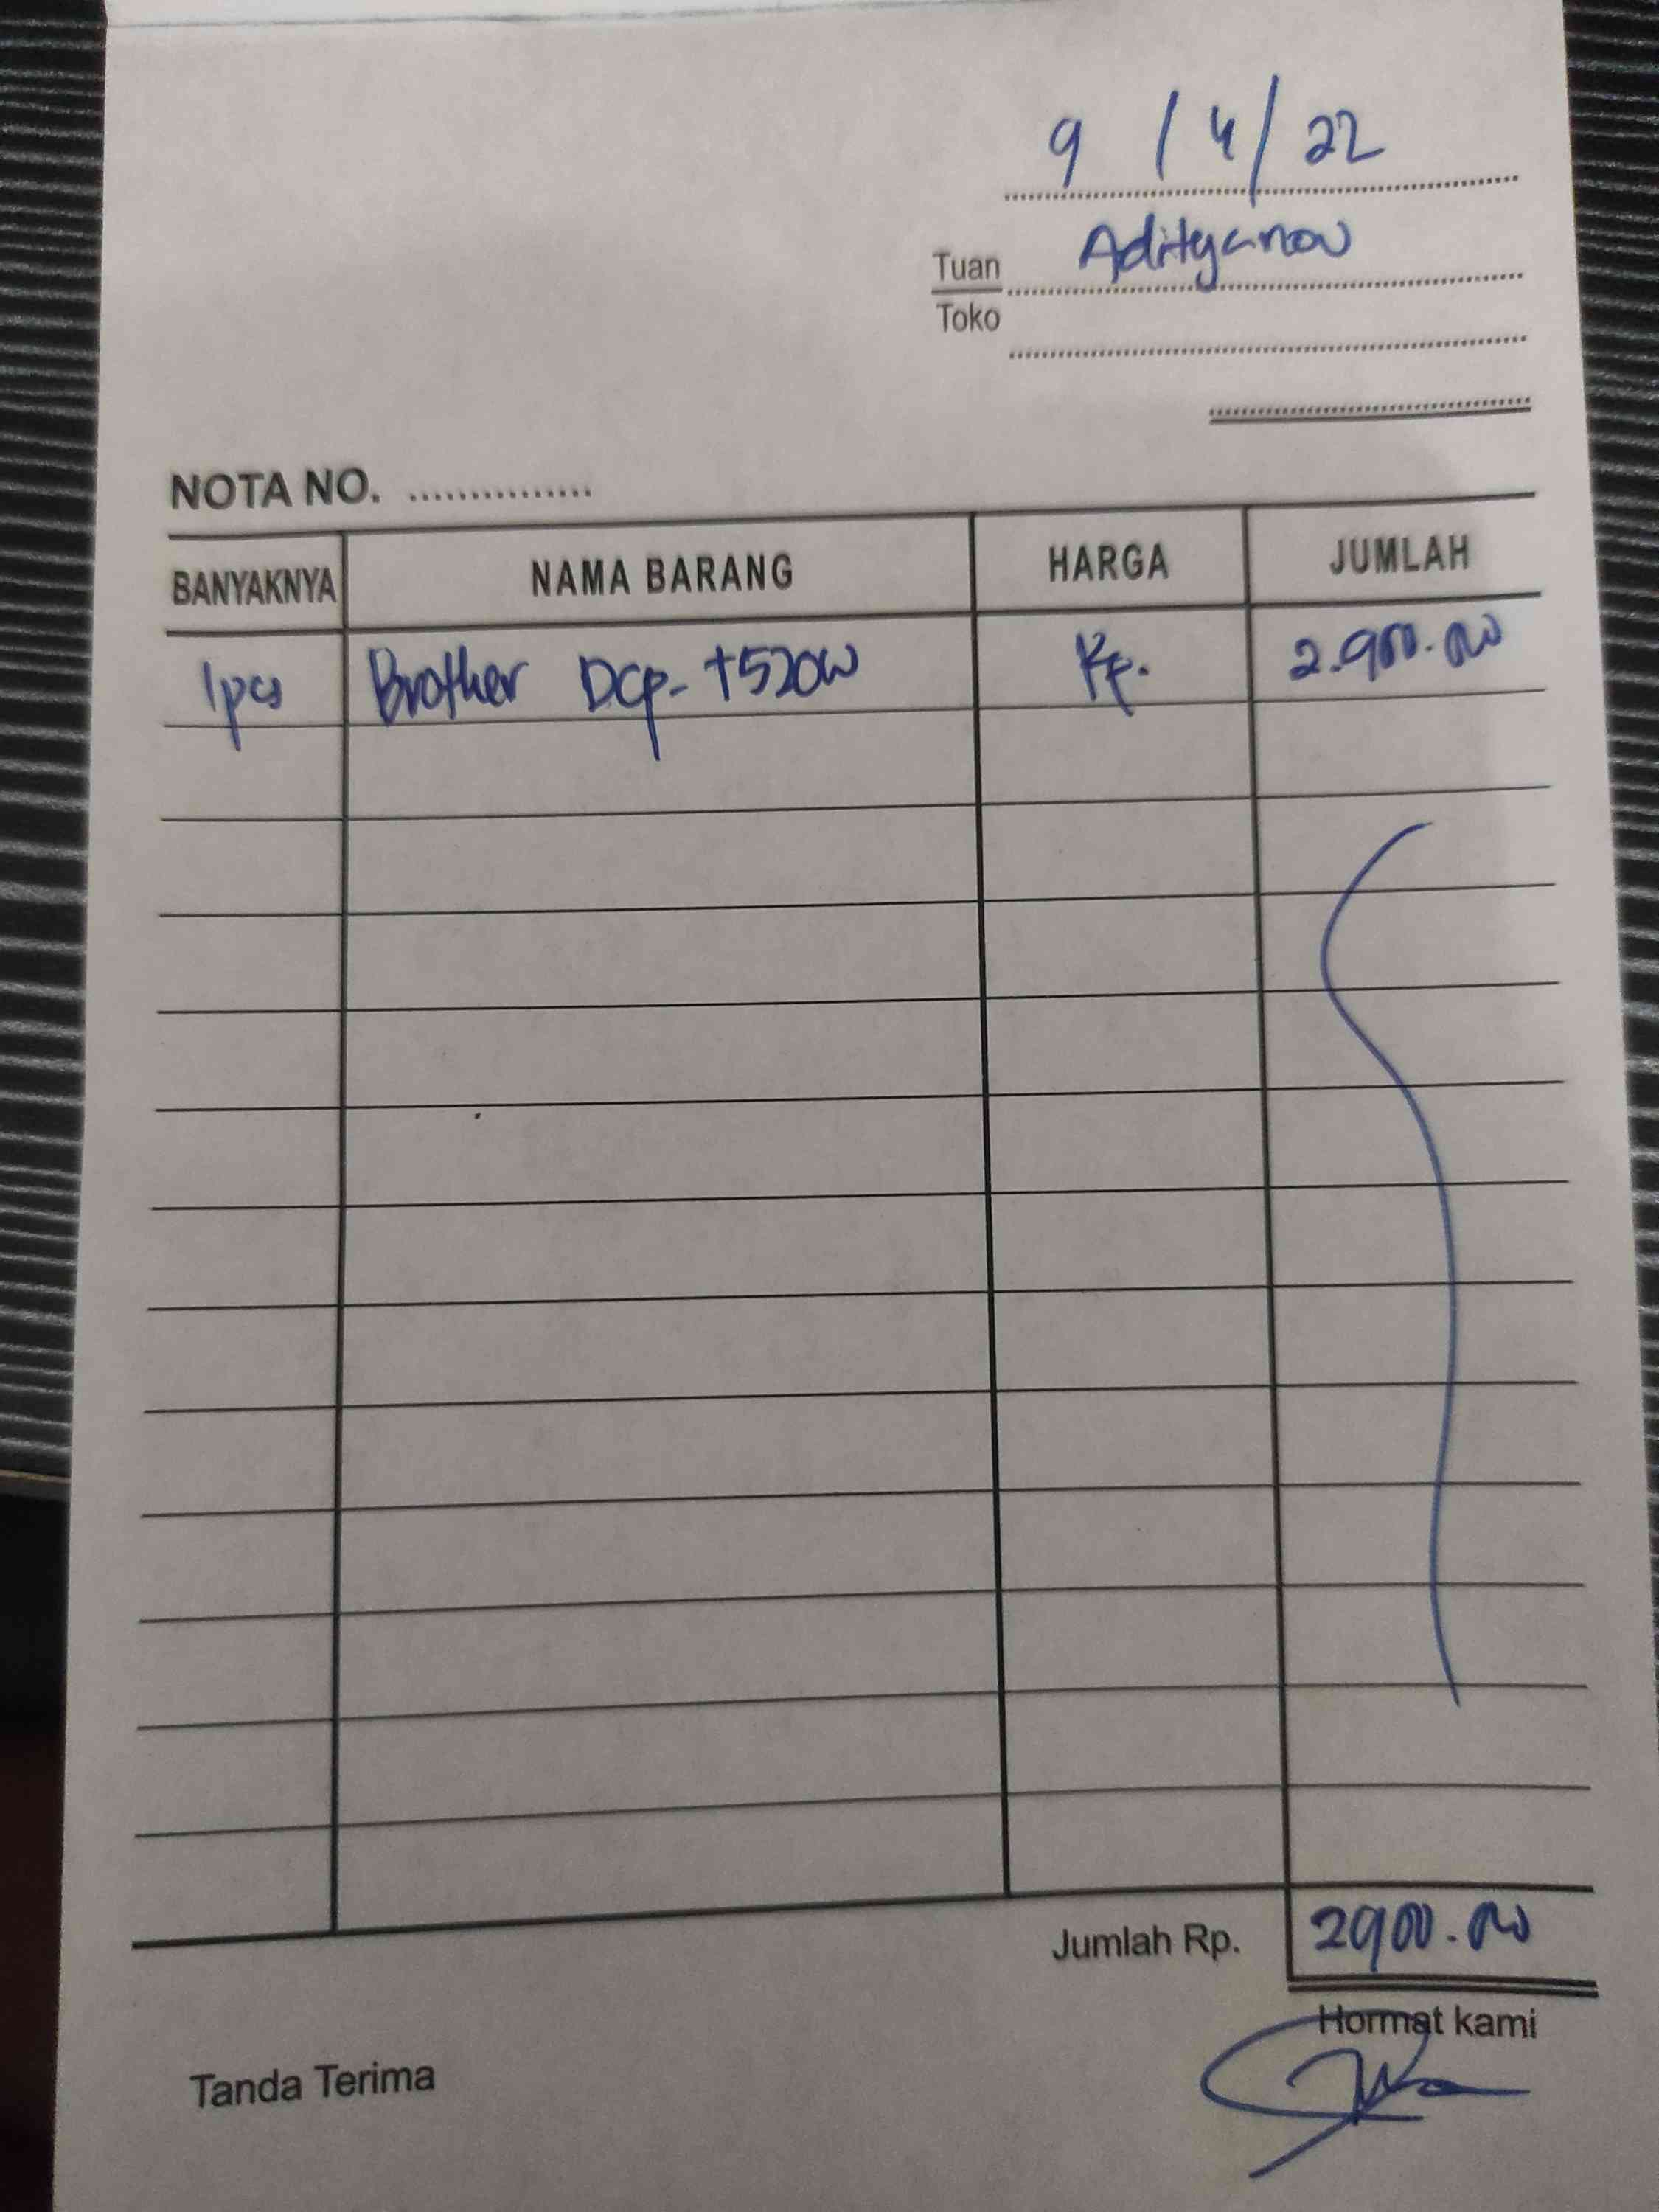 9 / 4 / 22
Tuan Adityanov
Toko
NOTA NO. ...............
BANYAKNYA NAMA BARANG HARGA JUMLAH
1pcs Brother Dcp-T520W Rp. 2.900.000
Jumlah Rp. 2900.000
Hormat kami
Tanda Terima